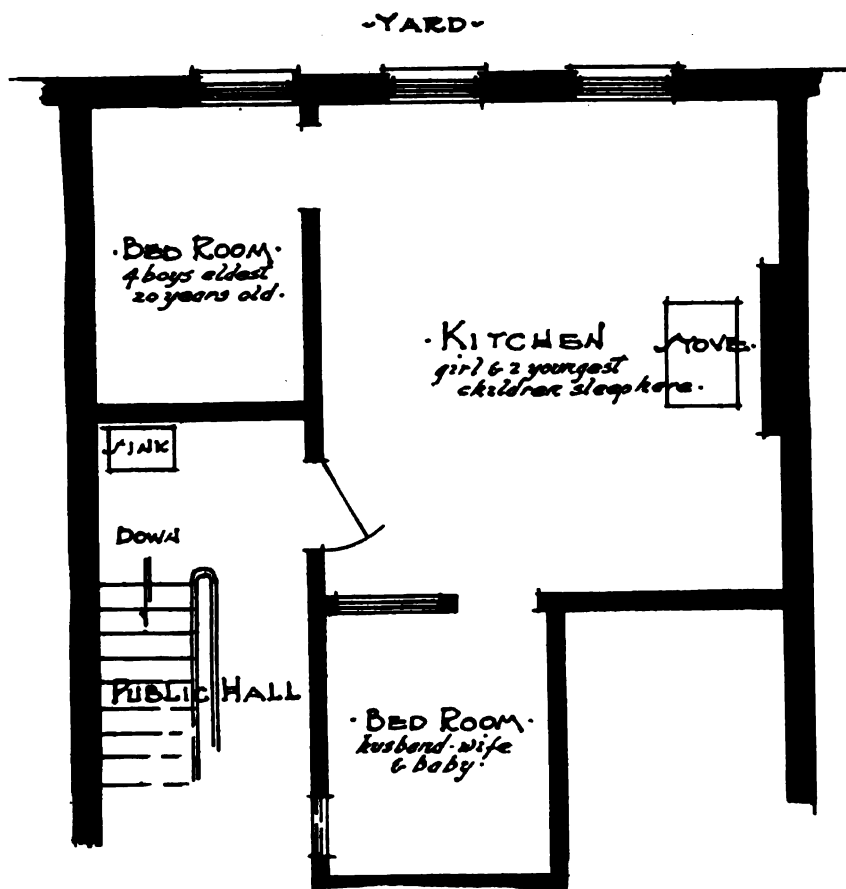 -YARD-
·BED ROOM·
4 boys eldest
20 years old.
·KITCHEN
girl & 2 youngest
children sleep here.
STOVE.
SINK
DOWN
PUBLIC HALL
·BED ROOM·
husband-wife
& baby.